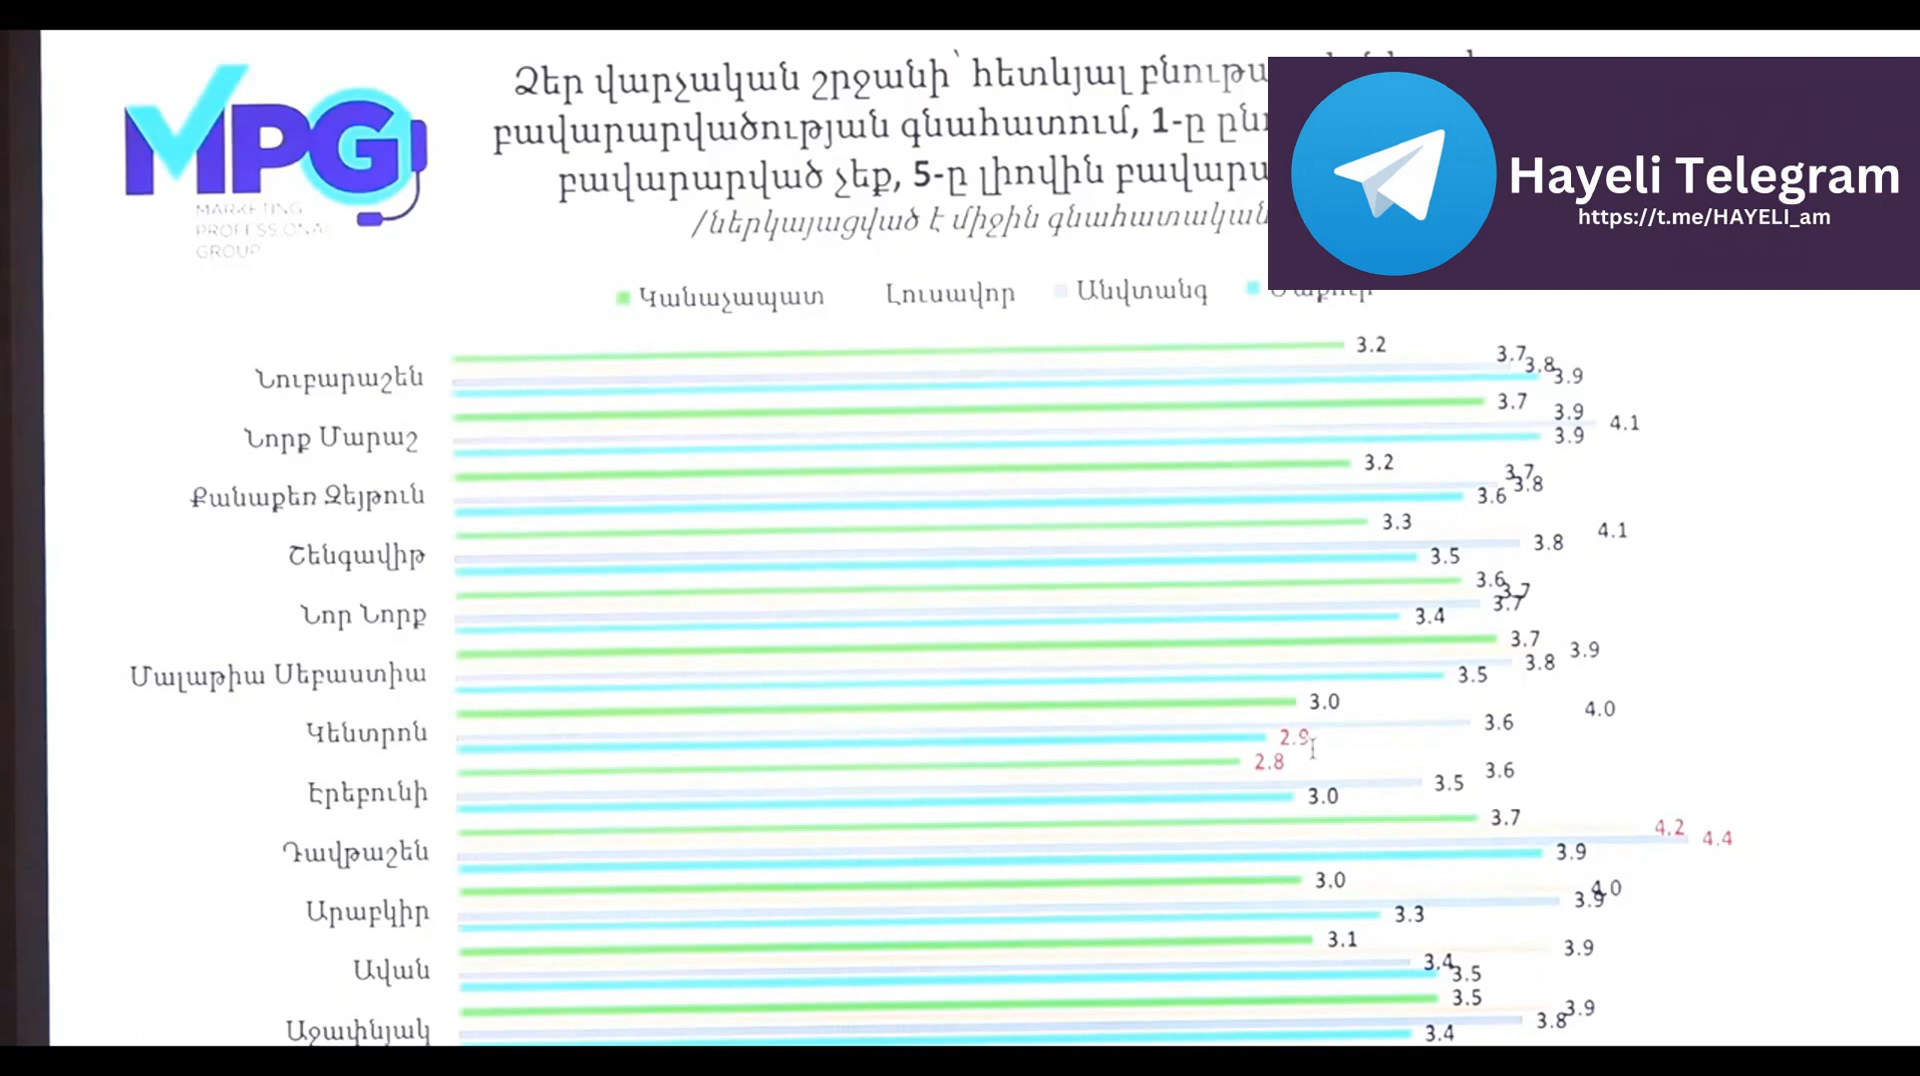 MPG
MARKETING
PROFESSIONAL
GROUP
Ձեր վարչական շրջանի՝ հետևյալ
բավարարվածության գնահատում, 1-ը
բավարարված չեք, 5-ը լիովին
/ներկայացված է միջին
Hayeli Telegram
https://t.me/HAYELI_am
Կանաչապատ Լուսավոր Անվտանգ
Նուբարաշեն 3.2 3.7 3.8 3.9
Նորք Մարաշ 3.7 3.9 4.1 3.9
Քանաքեռ Զեյթուն 3.2 3.7 3.8 3.6
Շենգավիթ 3.3 4.1 3.8 3.5
Նոր Նորք 3.6 3.7 3.7 3.4
Մալաթիա Սեբաստիա 3.7 3.9 3.8 3.5
Կենտրոն 3.0 4.0 3.6 2.9
Էրեբունի 2.8 3.6 3.5 3.0
Դավթաշեն 3.7 4.2 4.4 3.9
Արաբկիր 3.0 4.0 3.9 3.3
Ավան 3.1 3.9 3.4 3.5
Աջափնյակ 3.5 3.9 3.8 3.4